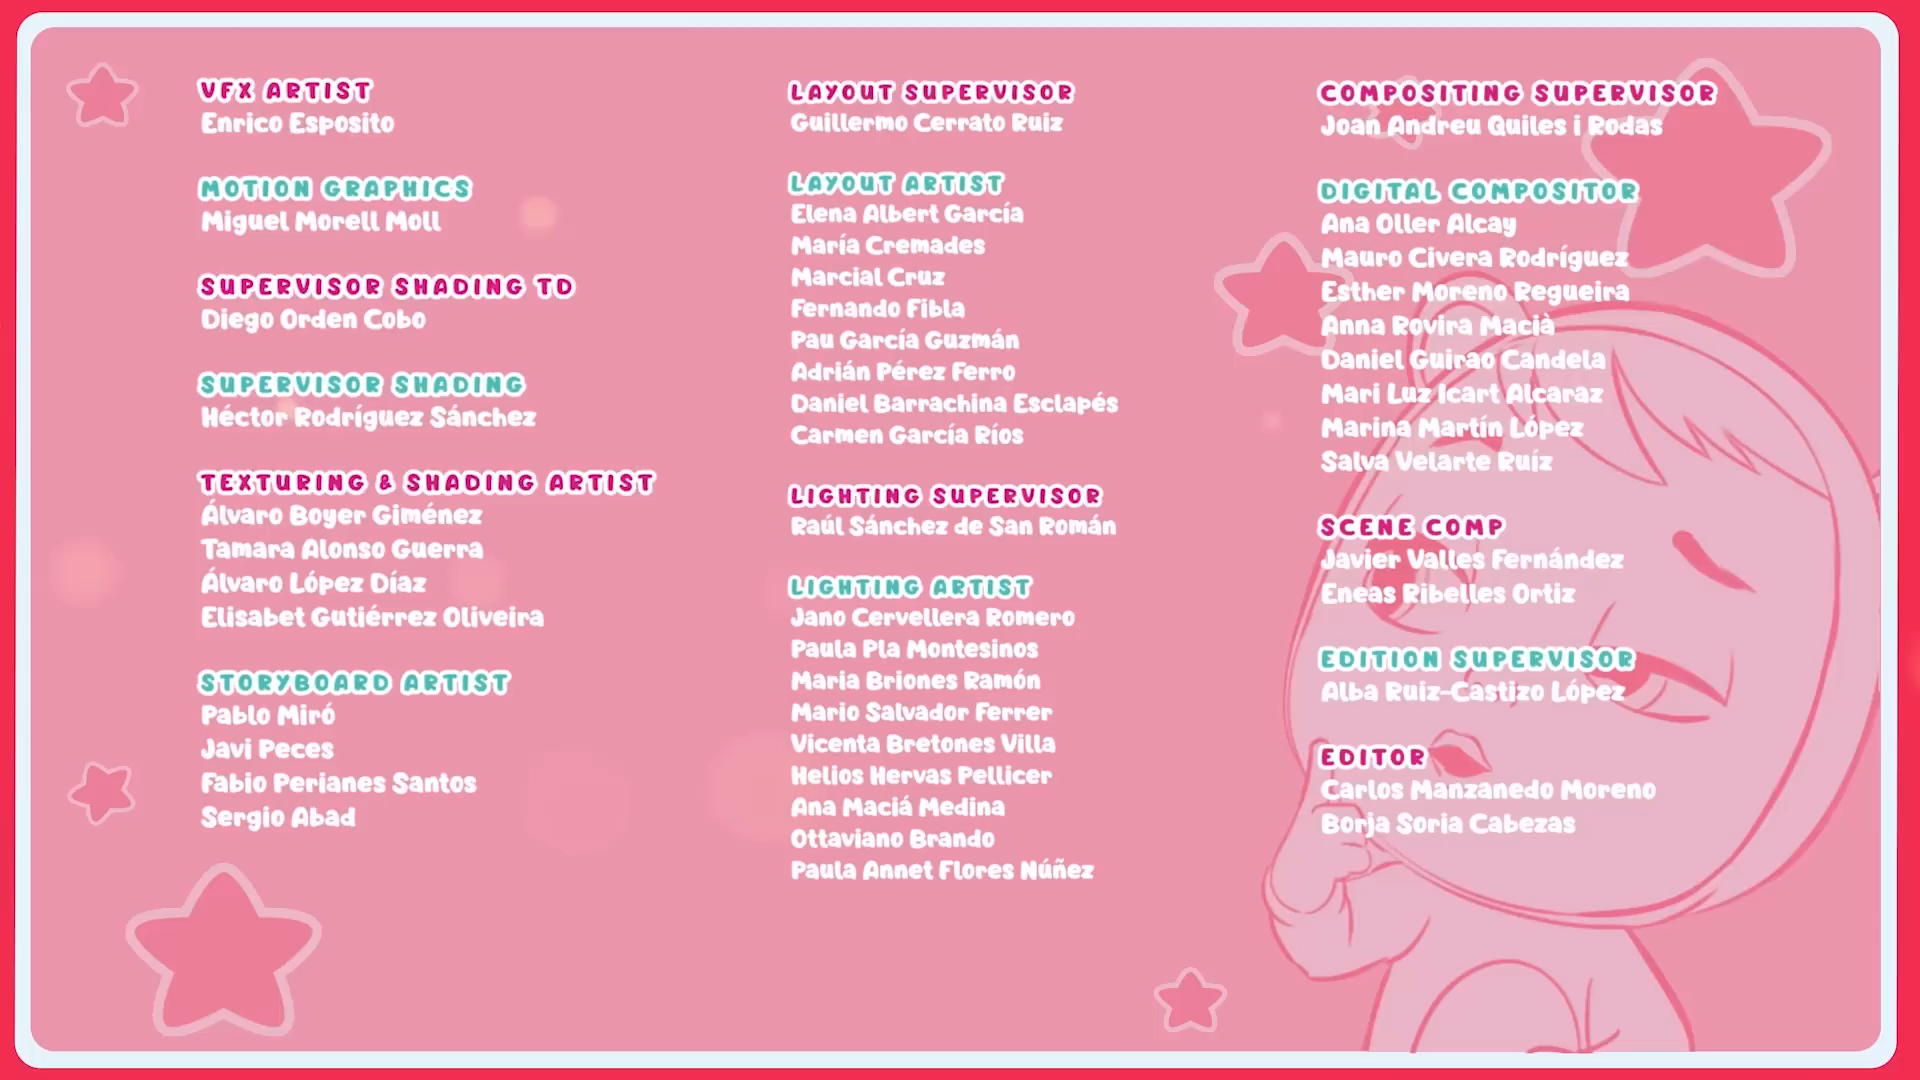 VFX ARTIST
Enrico Esposito
MOTION GRAPHICS
Miguel Morell Moll
SUPERVISOR SHADING TD
Diego Orden Cobo
SUPERVISOR SHADING
Héctor Rodríguez Sánchez
TEXTURING & SHADING ARTIST
Álvaro Boyer Giménez
Tamara Alonso Guerra
Álvaro López Díaz
Elisabet Gutiérrez Oliveira
STORYBOARD ARTIST
Pablo Miró
Javi Peces
Fabio Perianes Santos
Sergio Abad
LAYOUT SUPERVISOR
Guillermo Cerrato Ruiz
LAYOUT ARTIST
Elena Albert García
María Cremades
Marcial Cruz
Fernando Fibla
Pau García Guzmán
Adrián Pérez Ferro
Daniel Barrachina Esclapés
Carmen García Ríos
LIGHTING SUPERVISOR
Raúl Sánchez de San Román
LIGHTING ARTIST
Jano Cervellera Romero
Paula Pla Montesinos
Maria Briones Ramón
Mario Salvador Ferrer
Vicenta Bretones Villa
Helios Hervas Pellicer
Ana Maciá Medina
Ottaviano Brando
Paula Annet Flores Núñez
COMPOSITING SUPERVISOR
Joan Andreu Quiles i Rodas
DIGITAL COMPOSITOR
Ana Oller Alcay
Mauro Civera Rodríguez
Esther Moreno Regueira
Anna Rovira Macià
Daniel Guirao Candela
Mari Luz Icart Alcaraz
Marina Martín López
Salva Velarte Ruíz
SCENE COMP
Javier Valles Fernández
Eneas Ribelles Ortiz
EDITION SUPERVISOR
Alba Ruiz-Castizo López
EDITOR
Carlos Manzanedo Moreno
Borja Soria Cabezas